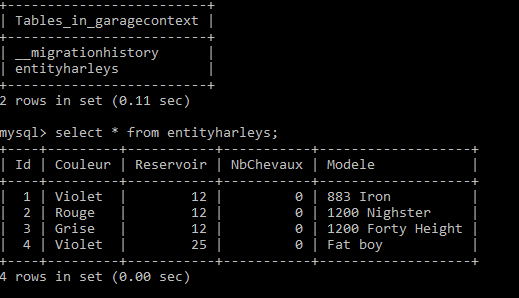 +-------------------------+
| Tables_in_garagecontext |
+-------------------------+
| __migrationhistory      |
| entityharleys           |
+-------------------------+
2 rows in set (0.11 sec)
mysql> select * from entityharleys;
+----+---------+-----------+------------+-------------------+
| Id | Couleur | Reservoir | NbChevaux | Modele            |
+----+---------+-----------+------------+-------------------+
|  1 | Violet  |        12 |         0 | 883 Iron          |
|  2 | Rouge   |        12 |         0 | 1200 Nighster     |
|  3 | Grise   |        12 |         0 | 1200 Forty Height |
|  4 | Violet  |        25 |         0 | Fat boy           |
+----+---------+-----------+------------+-------------------+
4 rows in set (0.00 sec)